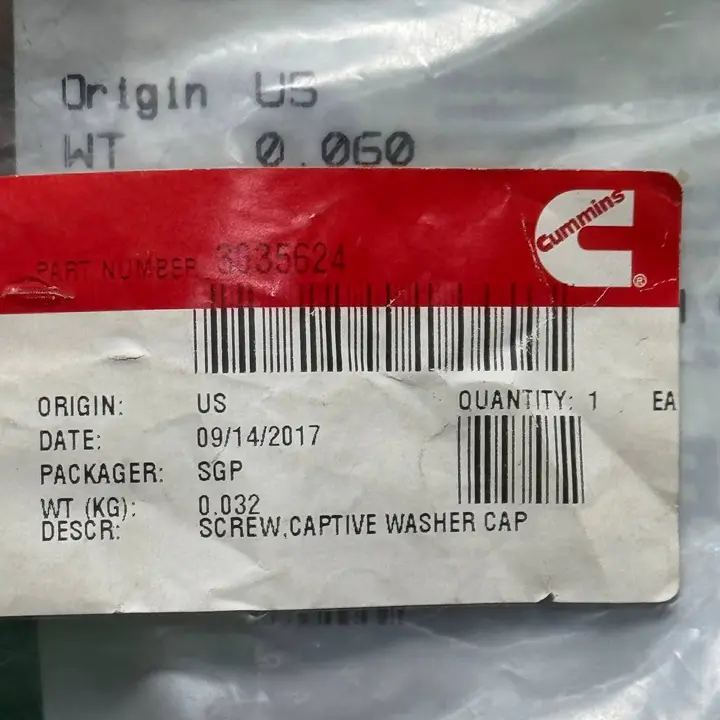 Origin US
WT 0.060
Cummins
PART NUMBER 3035624
ORIGIN: US QUANTITY: 1 EA
DATE: 09/14/2017
PACKAGER: SGP
WT (KG): 0.032
DESCR: SCREW,CAPTIVE WASHER CAP